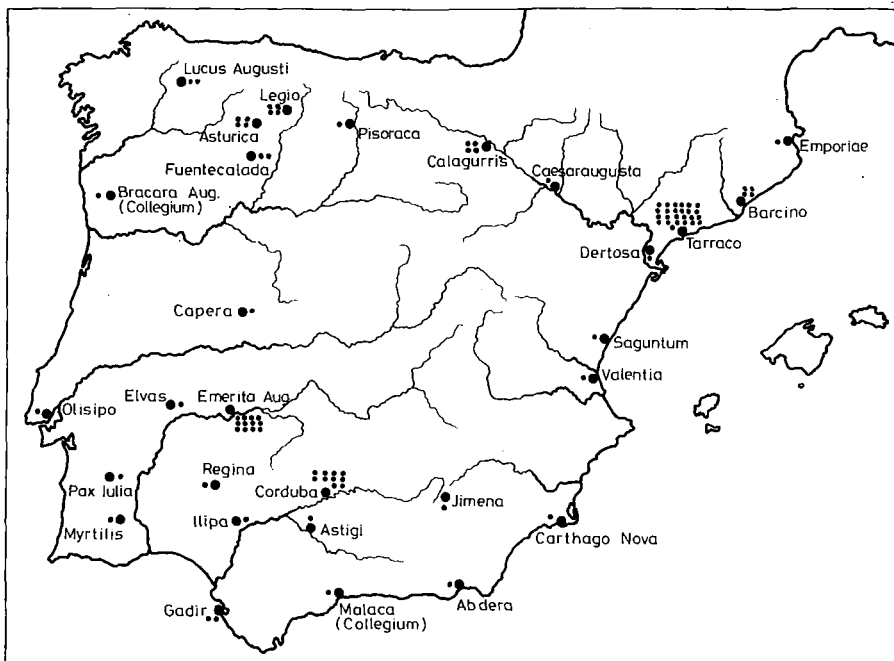 Lucus Augusti
Legio
Asturica
Pisoraca
Fuentecalada
Calagurris
Emporiae
Caesaraugusta
Bracara Aug.
(Collegium)
Barcino
Tarraco
Dertosa
Capera
Saguntum
Valentia
Elvas
Emerita Aug.
Olisipo
Regina
Pax Iulia
Corduba
Jimena
Myrtilis
Ilipa
Astigi
Carthago Nova
Gadir
Malaca
(Collegium)
Abdera